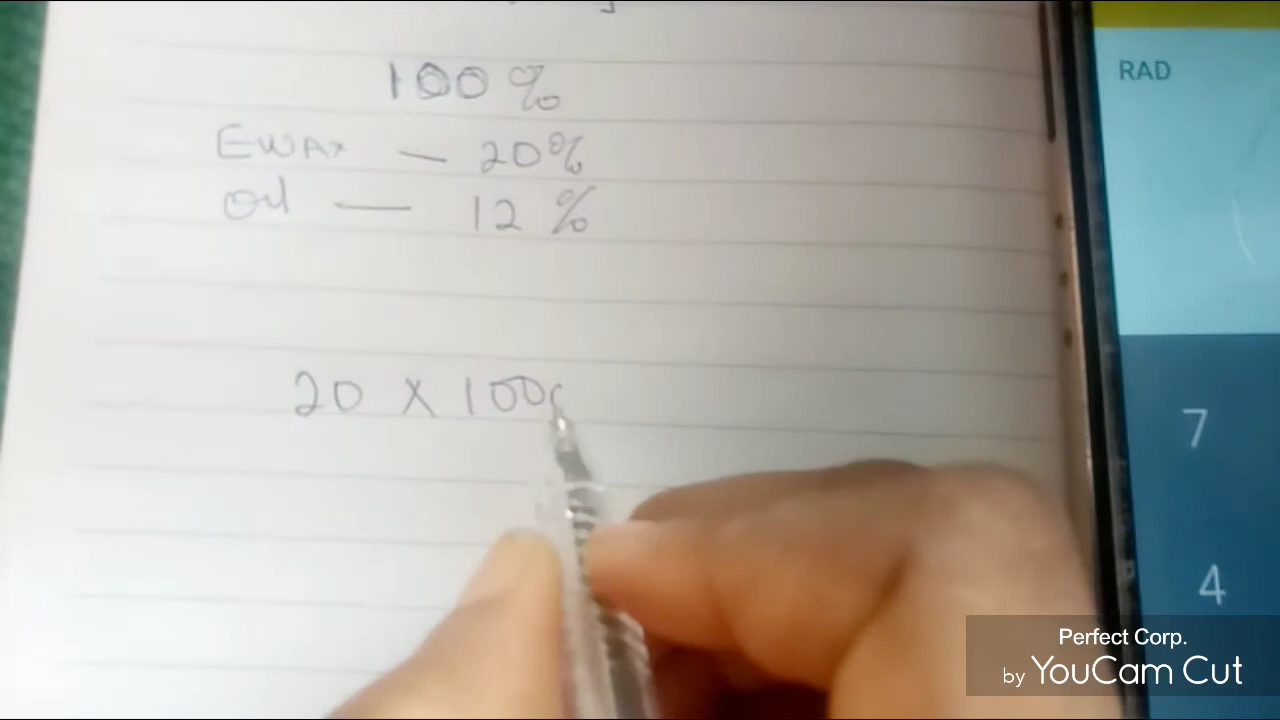 100%
EWAx — 20%
Oil — 12%
20 X 1000
RAD
7
4
Perfect Corp.
by YouCam Cut